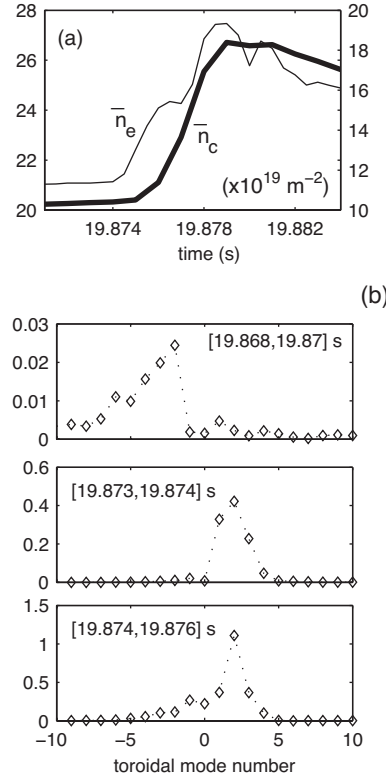 (a)
28
26
24
22
20
20
18
16
14
12
10
n̅e
n̅c
(x10^19 m^-2)
19.874 19.878 19.882
time (s)
(b)
0.03
0.02
0.01
0
[19.868,19.87] s
0.6
0.4
0.2
0
[19.873,19.874] s
1.5
1
0.5
0
[19.874,19.876] s
−10 −5 0 5 10
toroidal mode number